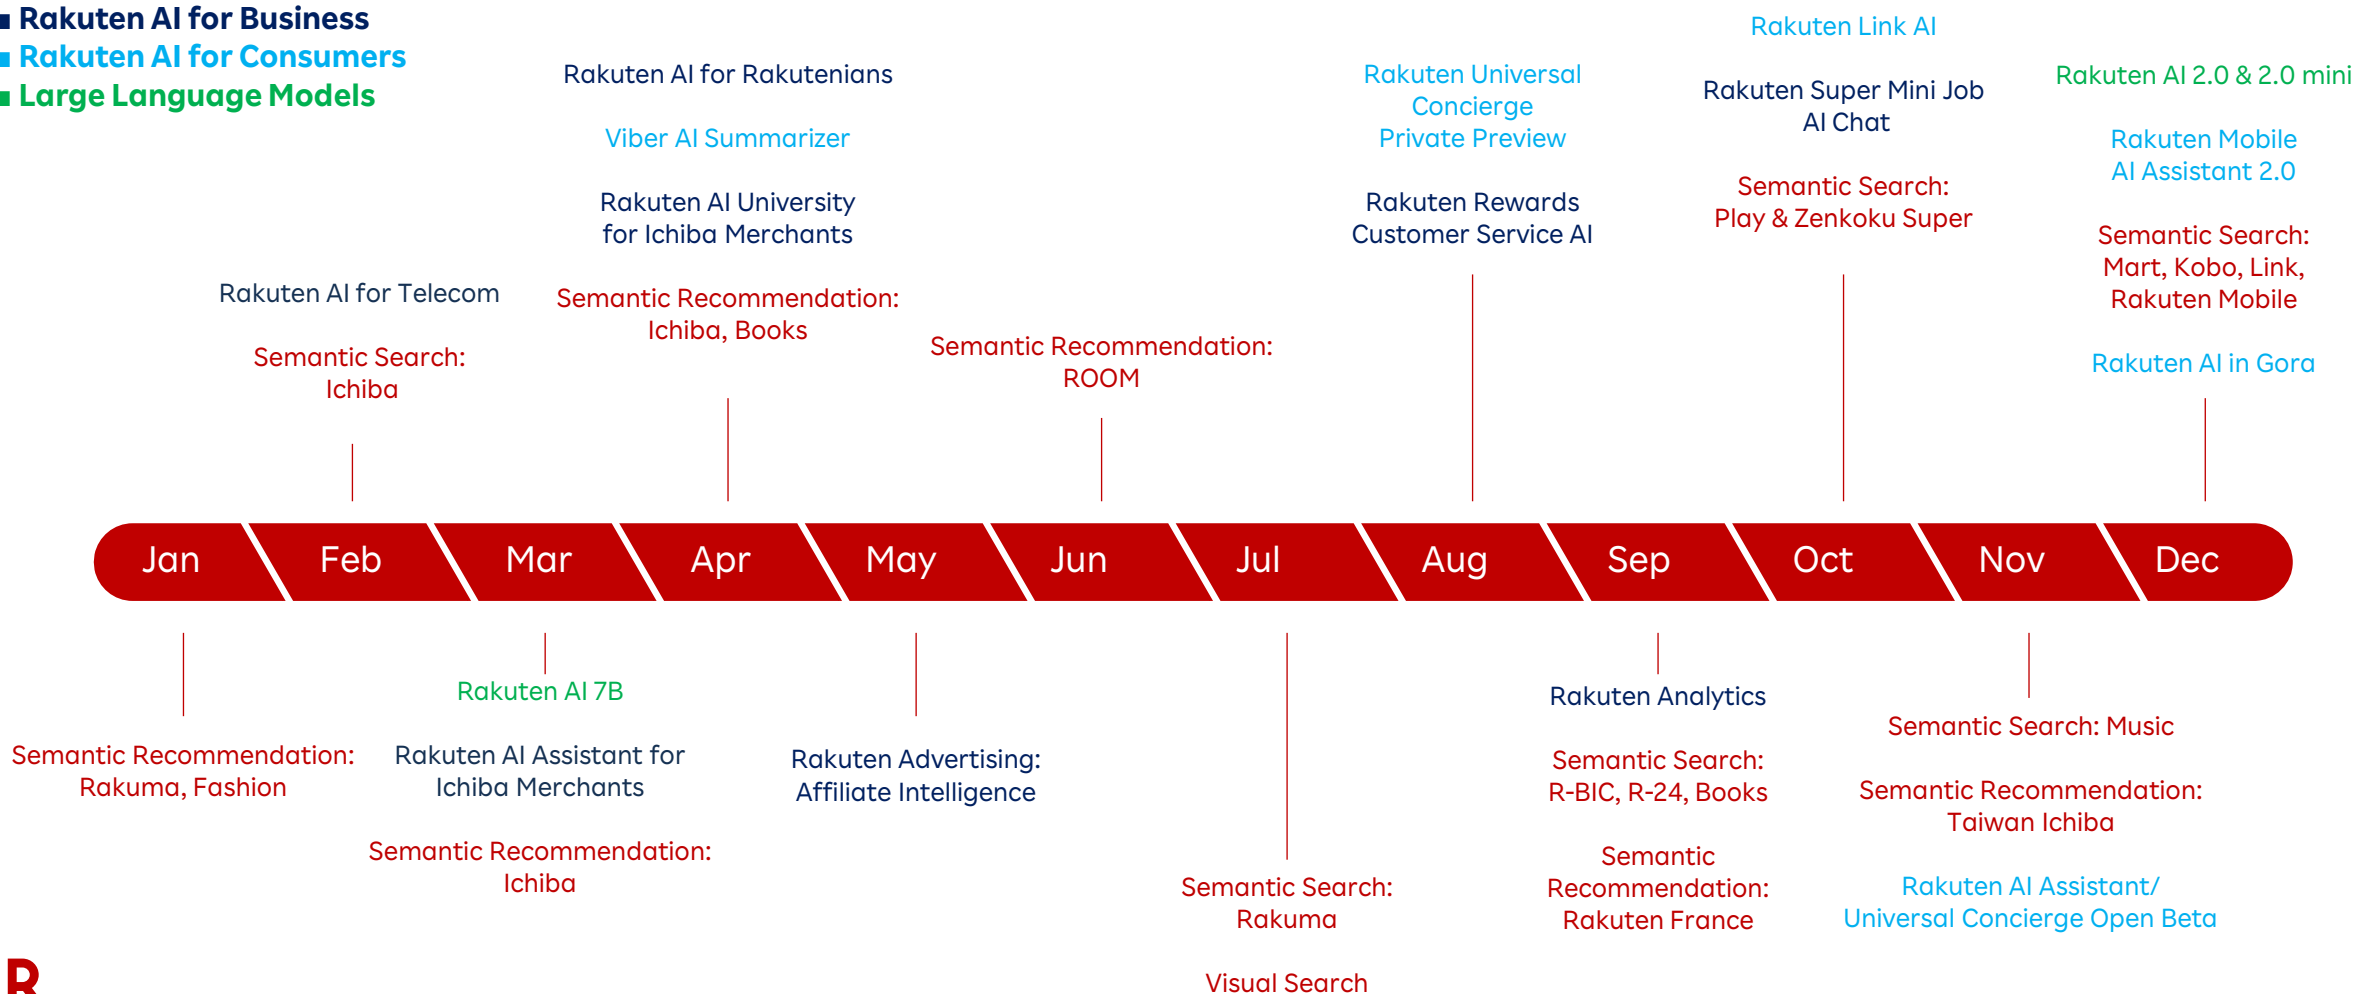 Rakuten AI for Business
Rakuten AI for Consumers
Large Language Models
Rakuten AI for Telecom
Semantic Search:
Ichiba
Rakuten AI for Rakutenians
Viber AI Summarizer
Rakuten AI University
for Ichiba Merchants
Semantic Recommendation:
Ichiba, Books
Semantic Recommendation:
ROOM
Rakuten Universal
Concierge
Private Preview
Rakuten Rewards
Customer Service AI
Rakuten Link AI
Rakuten Super Mini Job
AI Chat
Semantic Search:
Play & Zenkoku Super
Rakuten AI 2.0 & 2.0 mini
Rakuten Mobile
AI Assistant 2.0
Semantic Search:
Mart, Kobo, Link,
Rakuten Mobile
Rakuten AI in Gora
Jan
Feb
Mar
Apr
May
Jun
Jul
Aug
Sep
Oct
Nov
Dec
Semantic Recommendation:
Rakuma, Fashion
Rakuten AI 7B
Rakuten AI Assistant for
Ichiba Merchants
Semantic Recommendation:
Ichiba
Rakuten Advertising:
Affiliate Intelligence
Semantic Search:
Rakuma
Visual Search
Rakuten Analytics
Semantic Search:
R-BIC, R-24, Books
Semantic
Recommendation:
Rakuten France
Semantic Search: Music
Semantic Recommendation:
Taiwan Ichiba
Rakuten AI Assistant/
Universal Concierge Open Beta
R